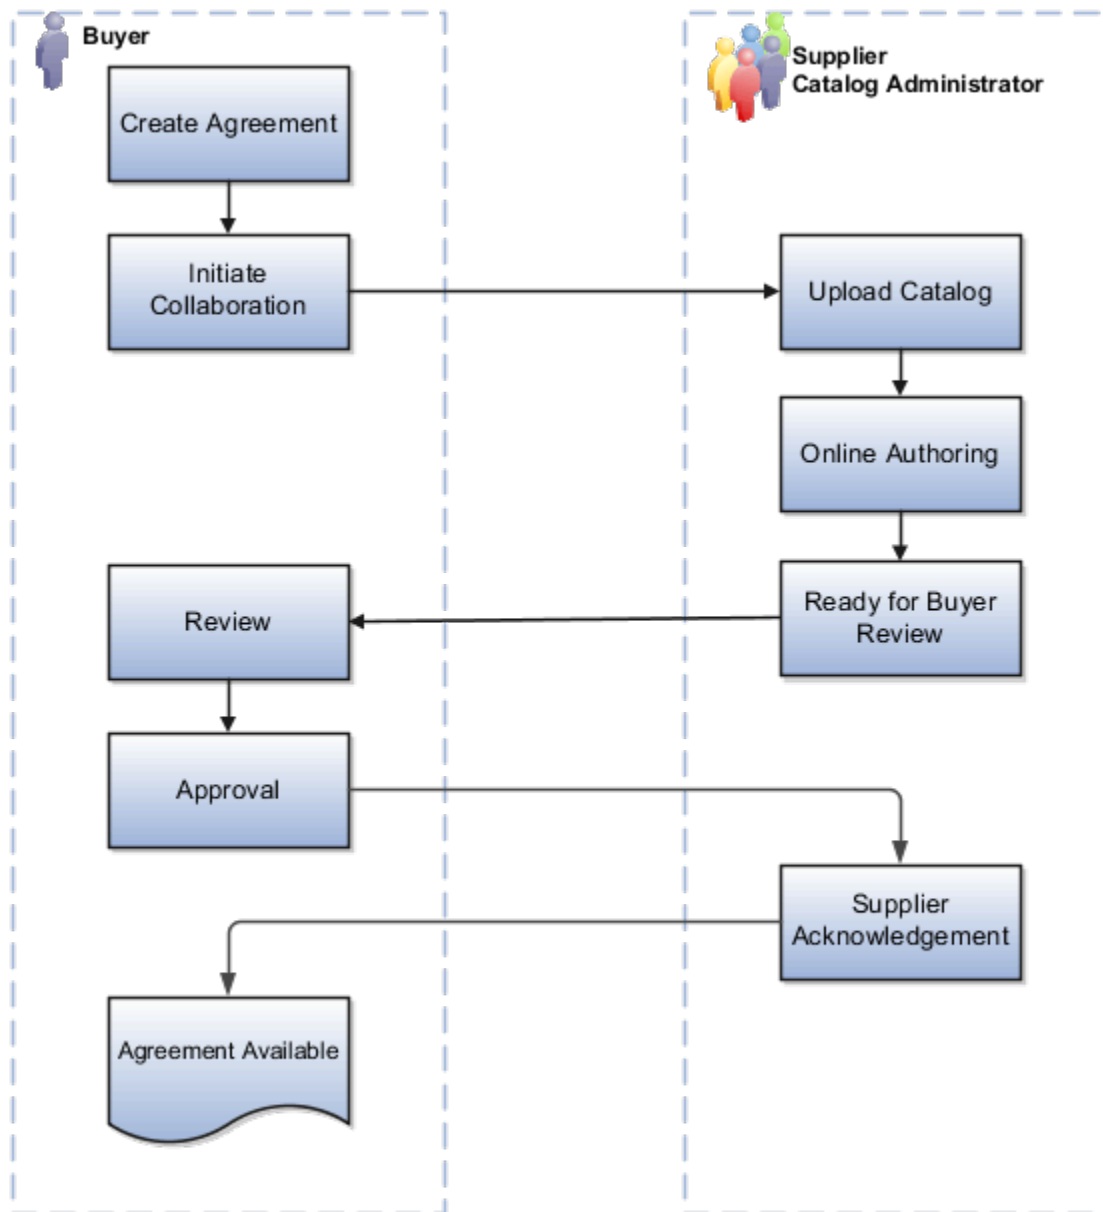 Buyer
Supplier
Catalog Administrator
Create Agreement
Initiate
Collaboration
Upload Catalog
Online Authoring
Ready for Buyer
Review
Review
Approval
Supplier
Acknowledgement
Agreement Available